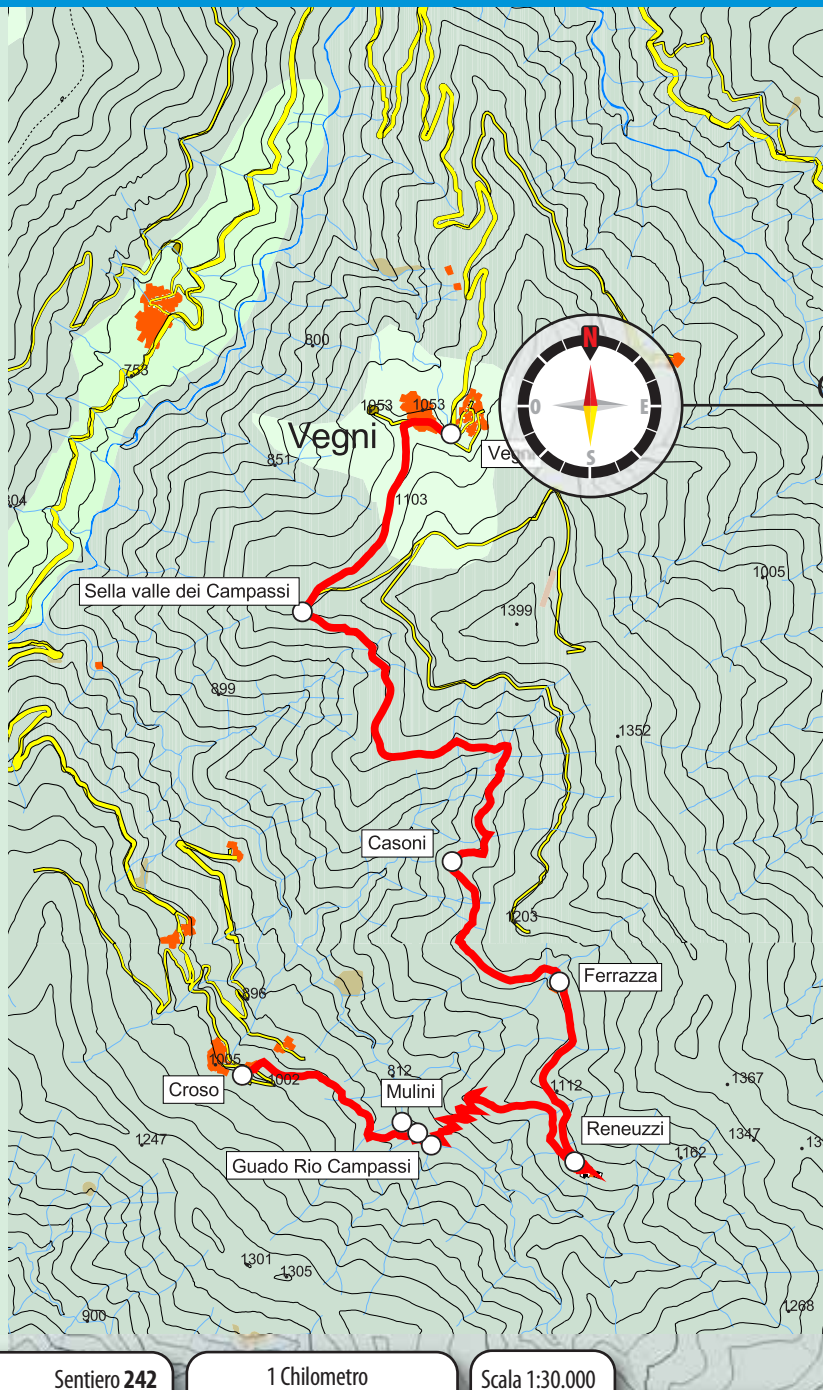 800
753
1053
1053
N
O
E
S
Vegni
Vegn
851
1103
804
1005
Sella valle dei Campassi
1399
899
1352
Casoni
1203
Ferrazza
896
1005
1002
812
Croso
Mulini
1112
1367
Reneuzzi
1347
1247
1162
Guado Rio Campassi
1301
1305
900
1268
Sentiero 242
1 Chilometro
Scala 1:30.000